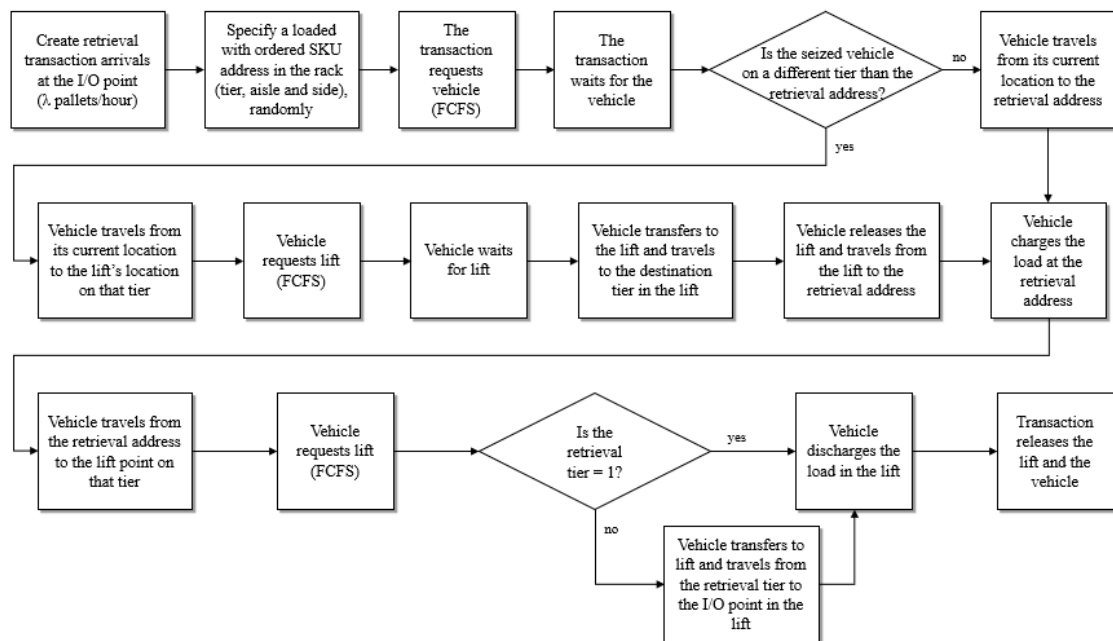 Create retrieval
transaction arrivals
at the I/O point
(λ pallets/hour)
Specify a loaded
with ordered SKU
address in the rack
(tier, aisle and side),
randomly
The
transaction
requests
vehicle
(FCFS)
The
transaction
waits for the
vehicle
Is the seized vehicle
on a different tier than the
retrieval address?
no
Vehicle travels
from its current
location to the
retrieval address
yes
Vehicle travels from
its current location
to the lift's location
on that tier
Vehicle
requests lift
(FCFS)
Vehicle waits
for lift
Vehicle transfers to
the lift and travels
to the destination
tier in the lift
Vehicle releases the
lift and travels from
the lift to the
retrieval address
Vehicle
charges the
load at the
retrieval
address
Vehicle travels from
the retrieval address
to the lift point on
that tier
Vehicle
requests lift
(FCFS)
Is the
retrieval
tier = 1?
yes
Vehicle
discharges the
load in the lift
Transaction
releases the
lift and the
vehicle
no
Vehicle transfers to
lift and travels from
the retrieval tier to
the I/O point in the
lift